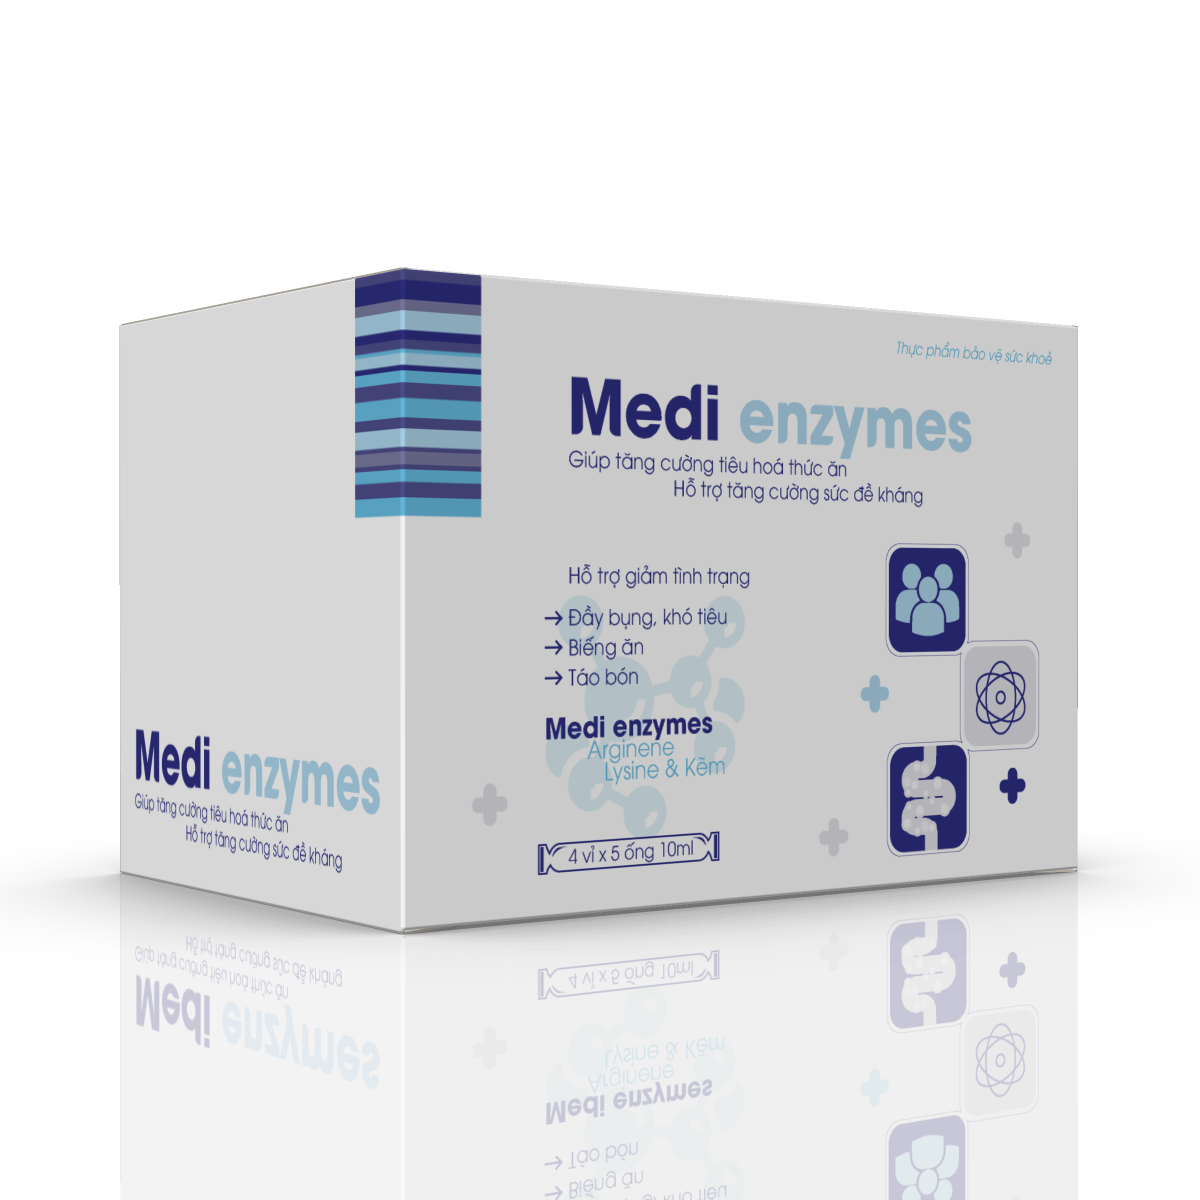 Thực phẩm bảo vệ sức khoẻ
Medi enzymes
Giúp tăng cường tiêu hoá thức ăn
Hỗ trợ tăng cường sức đề kháng
Hỗ trợ giảm tình trạng
→ Đầy bụng, khó tiêu
→ Biếng ăn
→ Táo bón
Medi enzymes
Arginene
Lysine & Kẽm
4 vỉ x 5 ống 10ml
Medi enzymes
Giúp tăng cường tiêu hoá thức ăn
Hỗ trợ tăng cường sức đề kháng